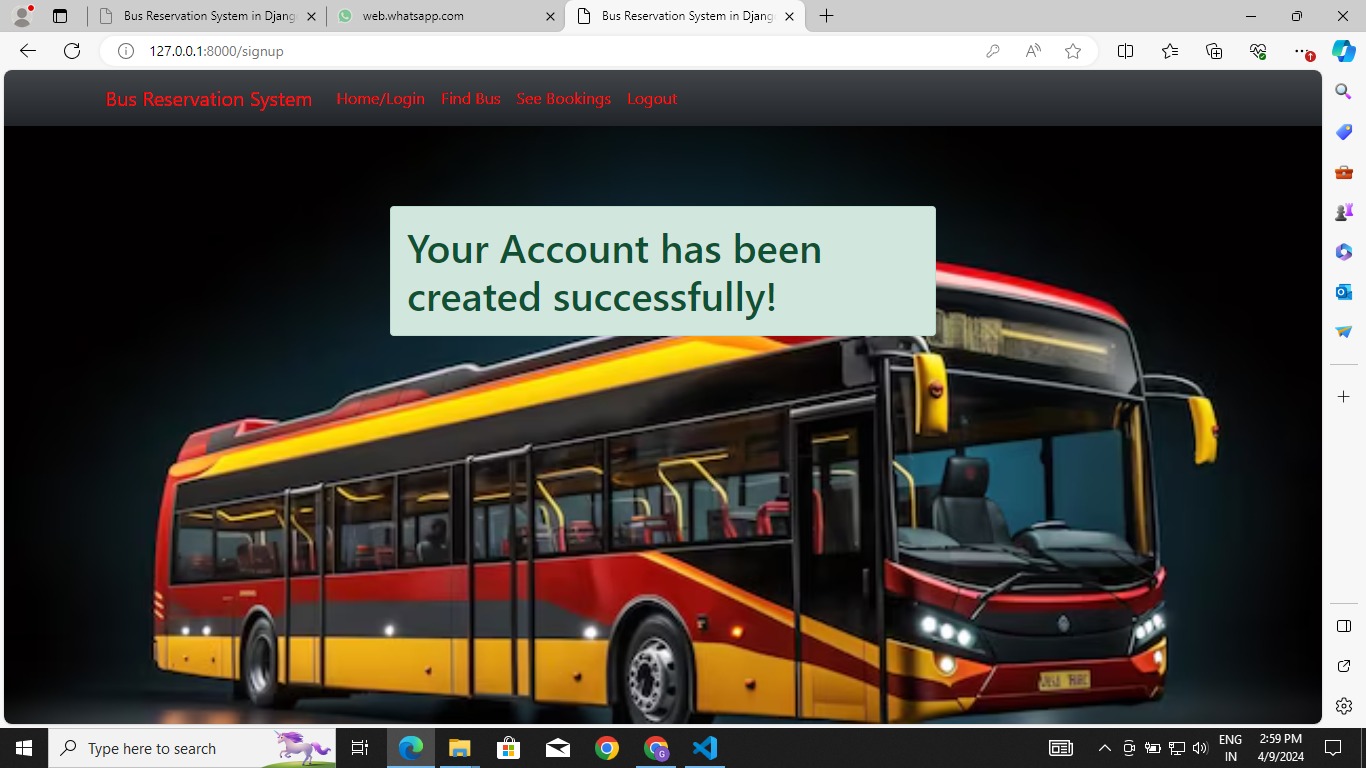 Bus Reservation System in Djang
web.whatsapp.com
Bus Reservation System in Djang
127.0.0.1:8000/signup
Bus Reservation System
Home/Login
Find Bus
See Bookings
Logout
Your Account has been
created successfully!
Type here to search
ENG
IN
2:59 PM
4/9/2024